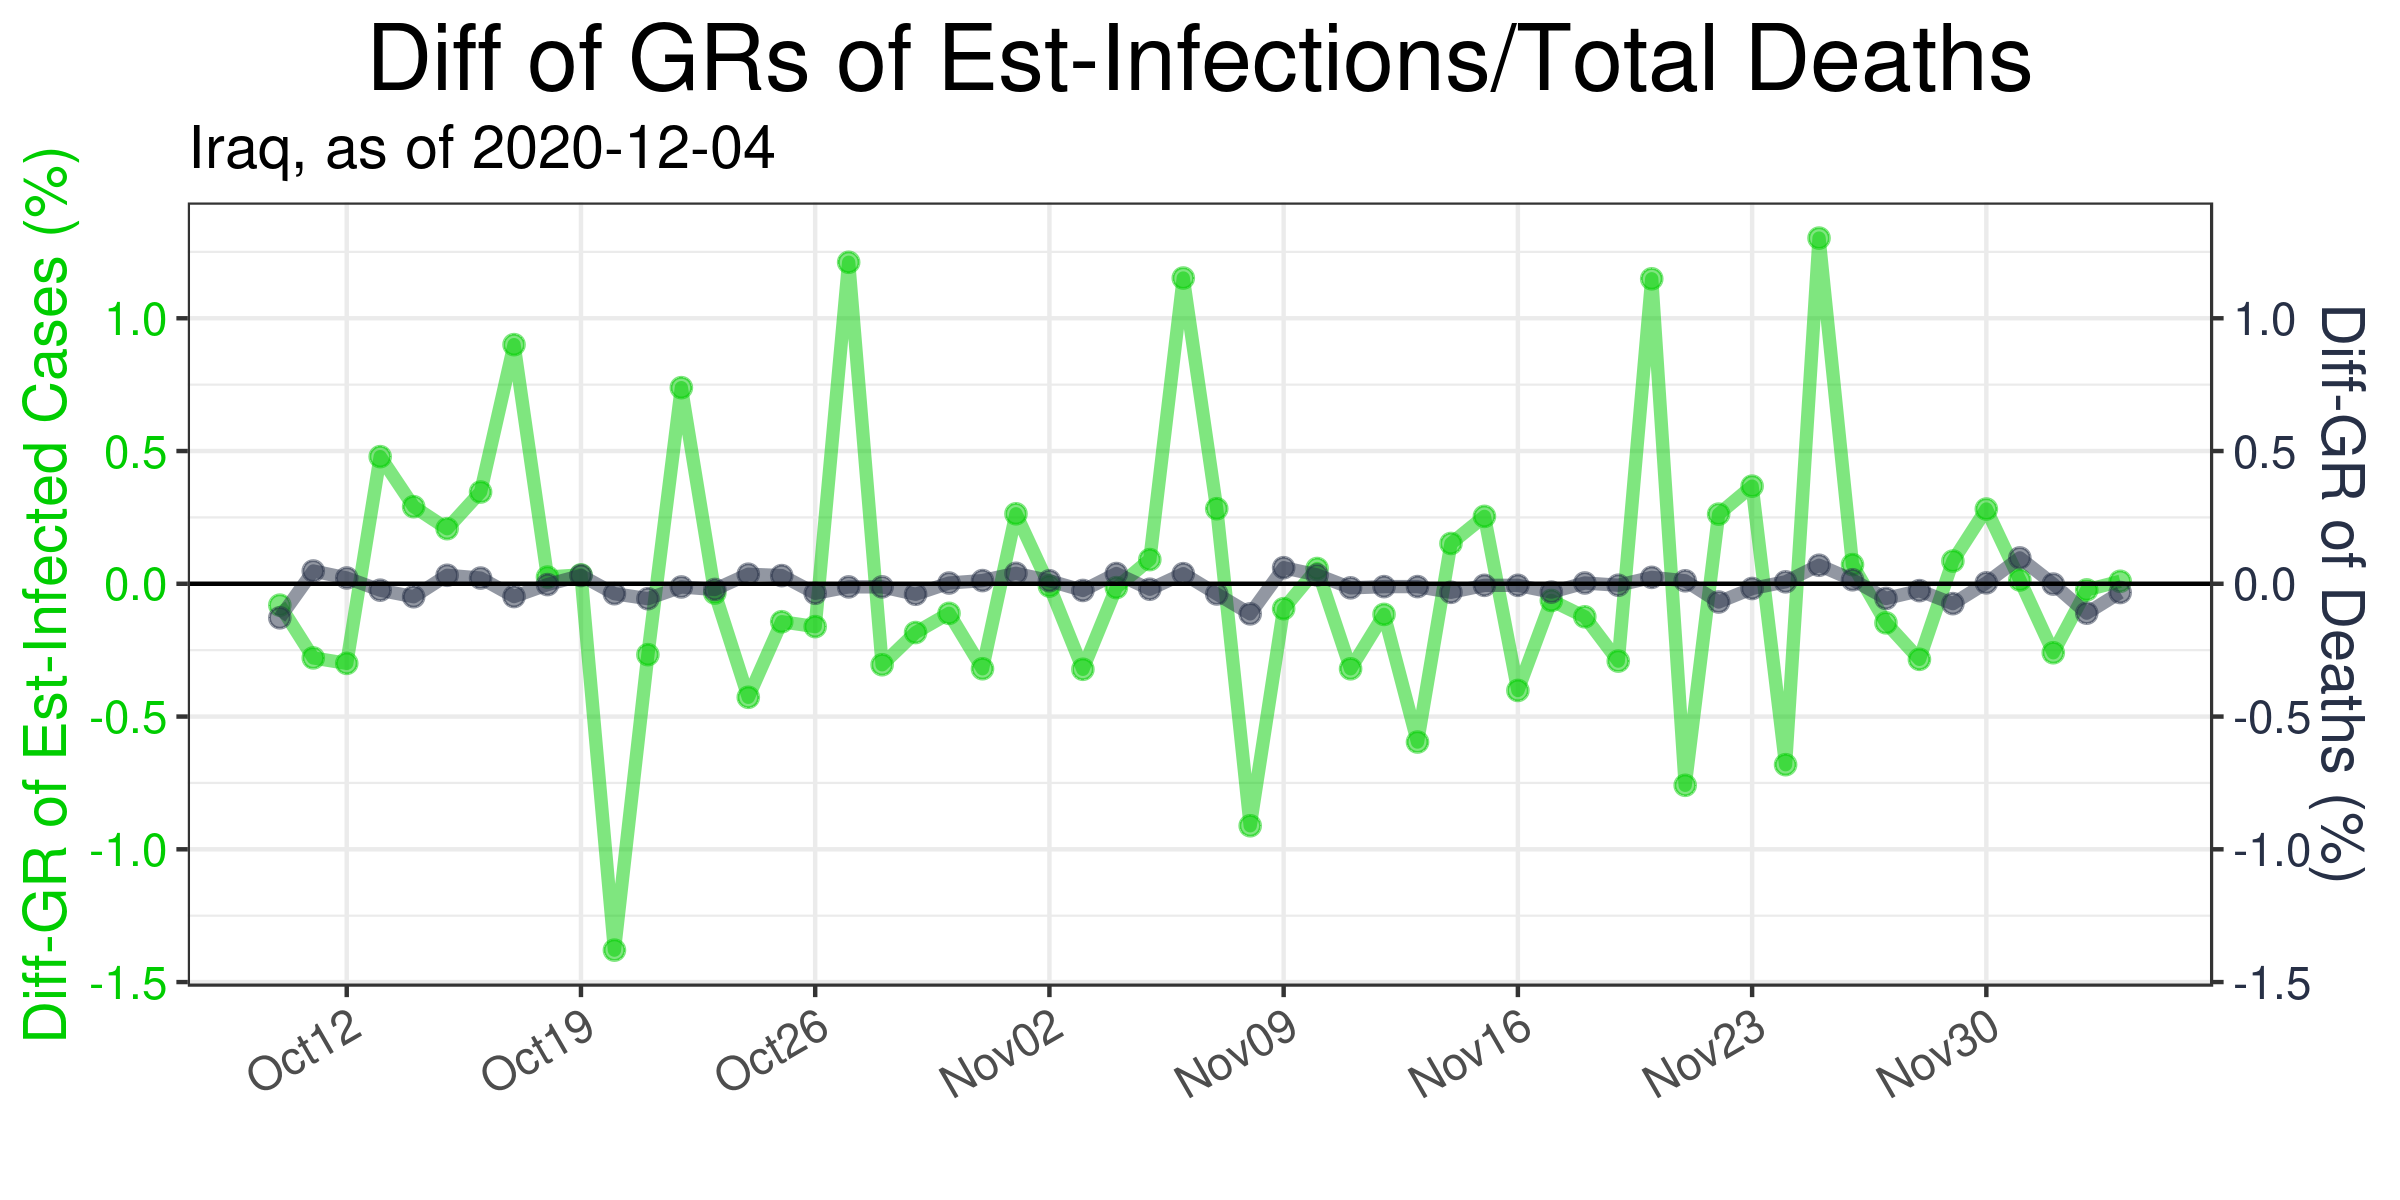 Diff of GRs of Est-Infections/Total Deaths
Iraq, as of 2020-12-04
Diff-GR of Est-Infected Cases (%)
1.0
0.5
0.0
-0.5
-1.0
-1.5
1.0
0.5
0.0
-0.5
-1.0
-1.5
Diff-GR of Deaths (%)
Oct12
Oct19
Oct26
Nov02
Nov09
Nov16
Nov23
Nov30